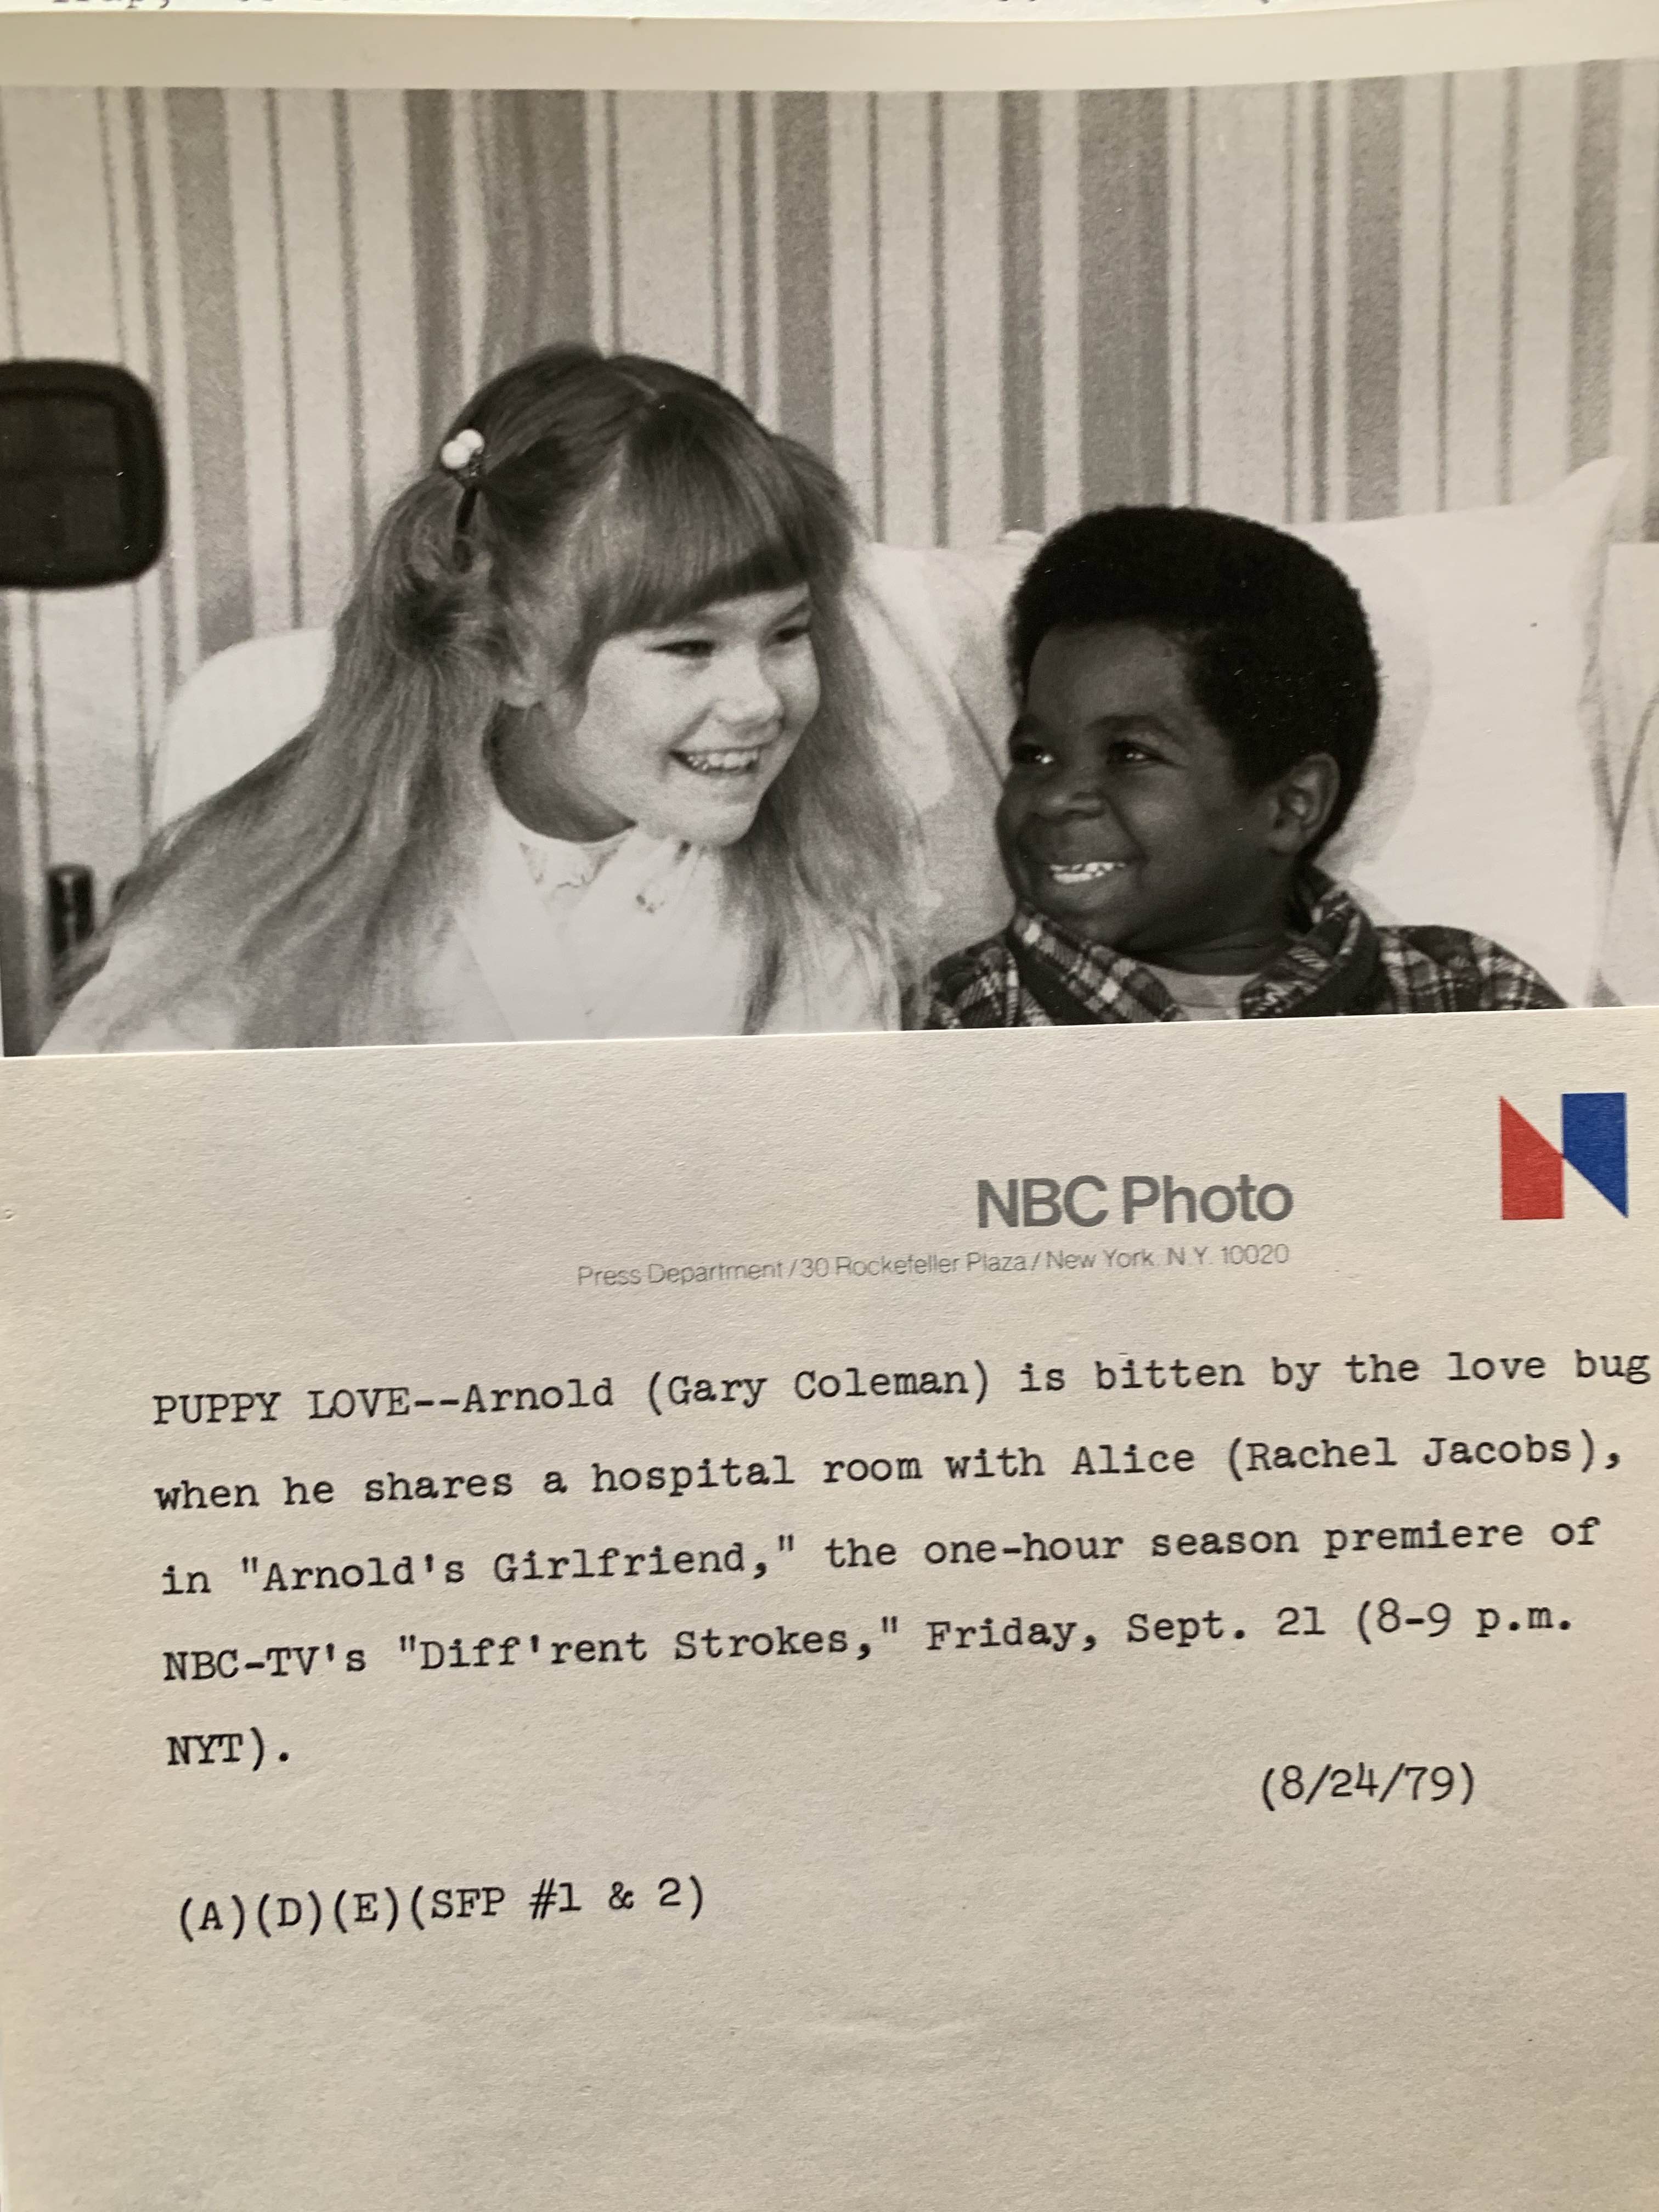 NBC Photo
Press Department/30 Rockefeller Plaza/New York, N.Y. 10020
PUPPY LOVE--Arnold (Gary Coleman) is bitten by the love bug
when he shares a hospital room with Alice (Rachel Jacobs),
in "Arnold's Girlfriend," the one-hour season premiere of
NBC-TV's "Diff'rent Strokes," Friday, Sept. 21 (8-9 p.m.
NYT).
(8/24/79)
(A)(D)(E)(SFP #1 & 2)